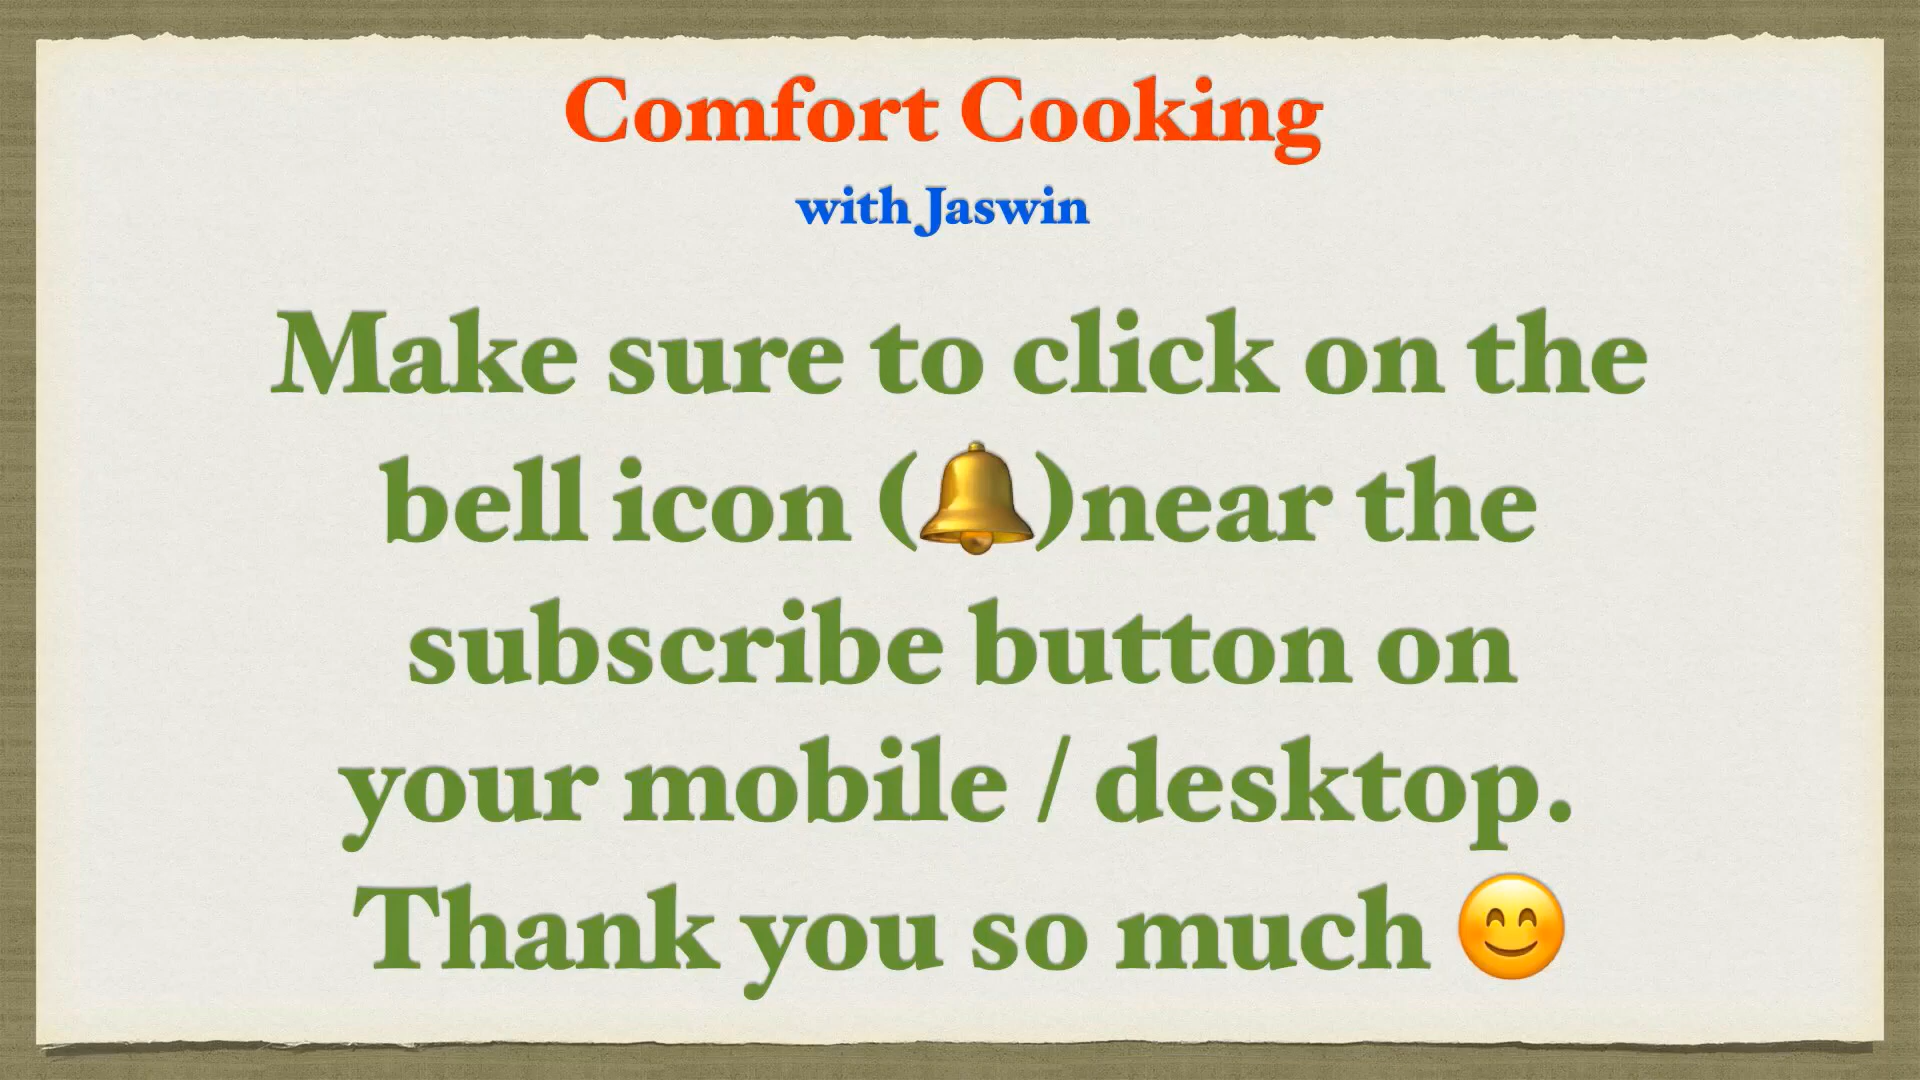 Comfort Cooking
with Jaswin
Make sure to click on the
bell icon (🔔)near the
subscribe button on
your mobile / desktop.
Thank you so much 😊